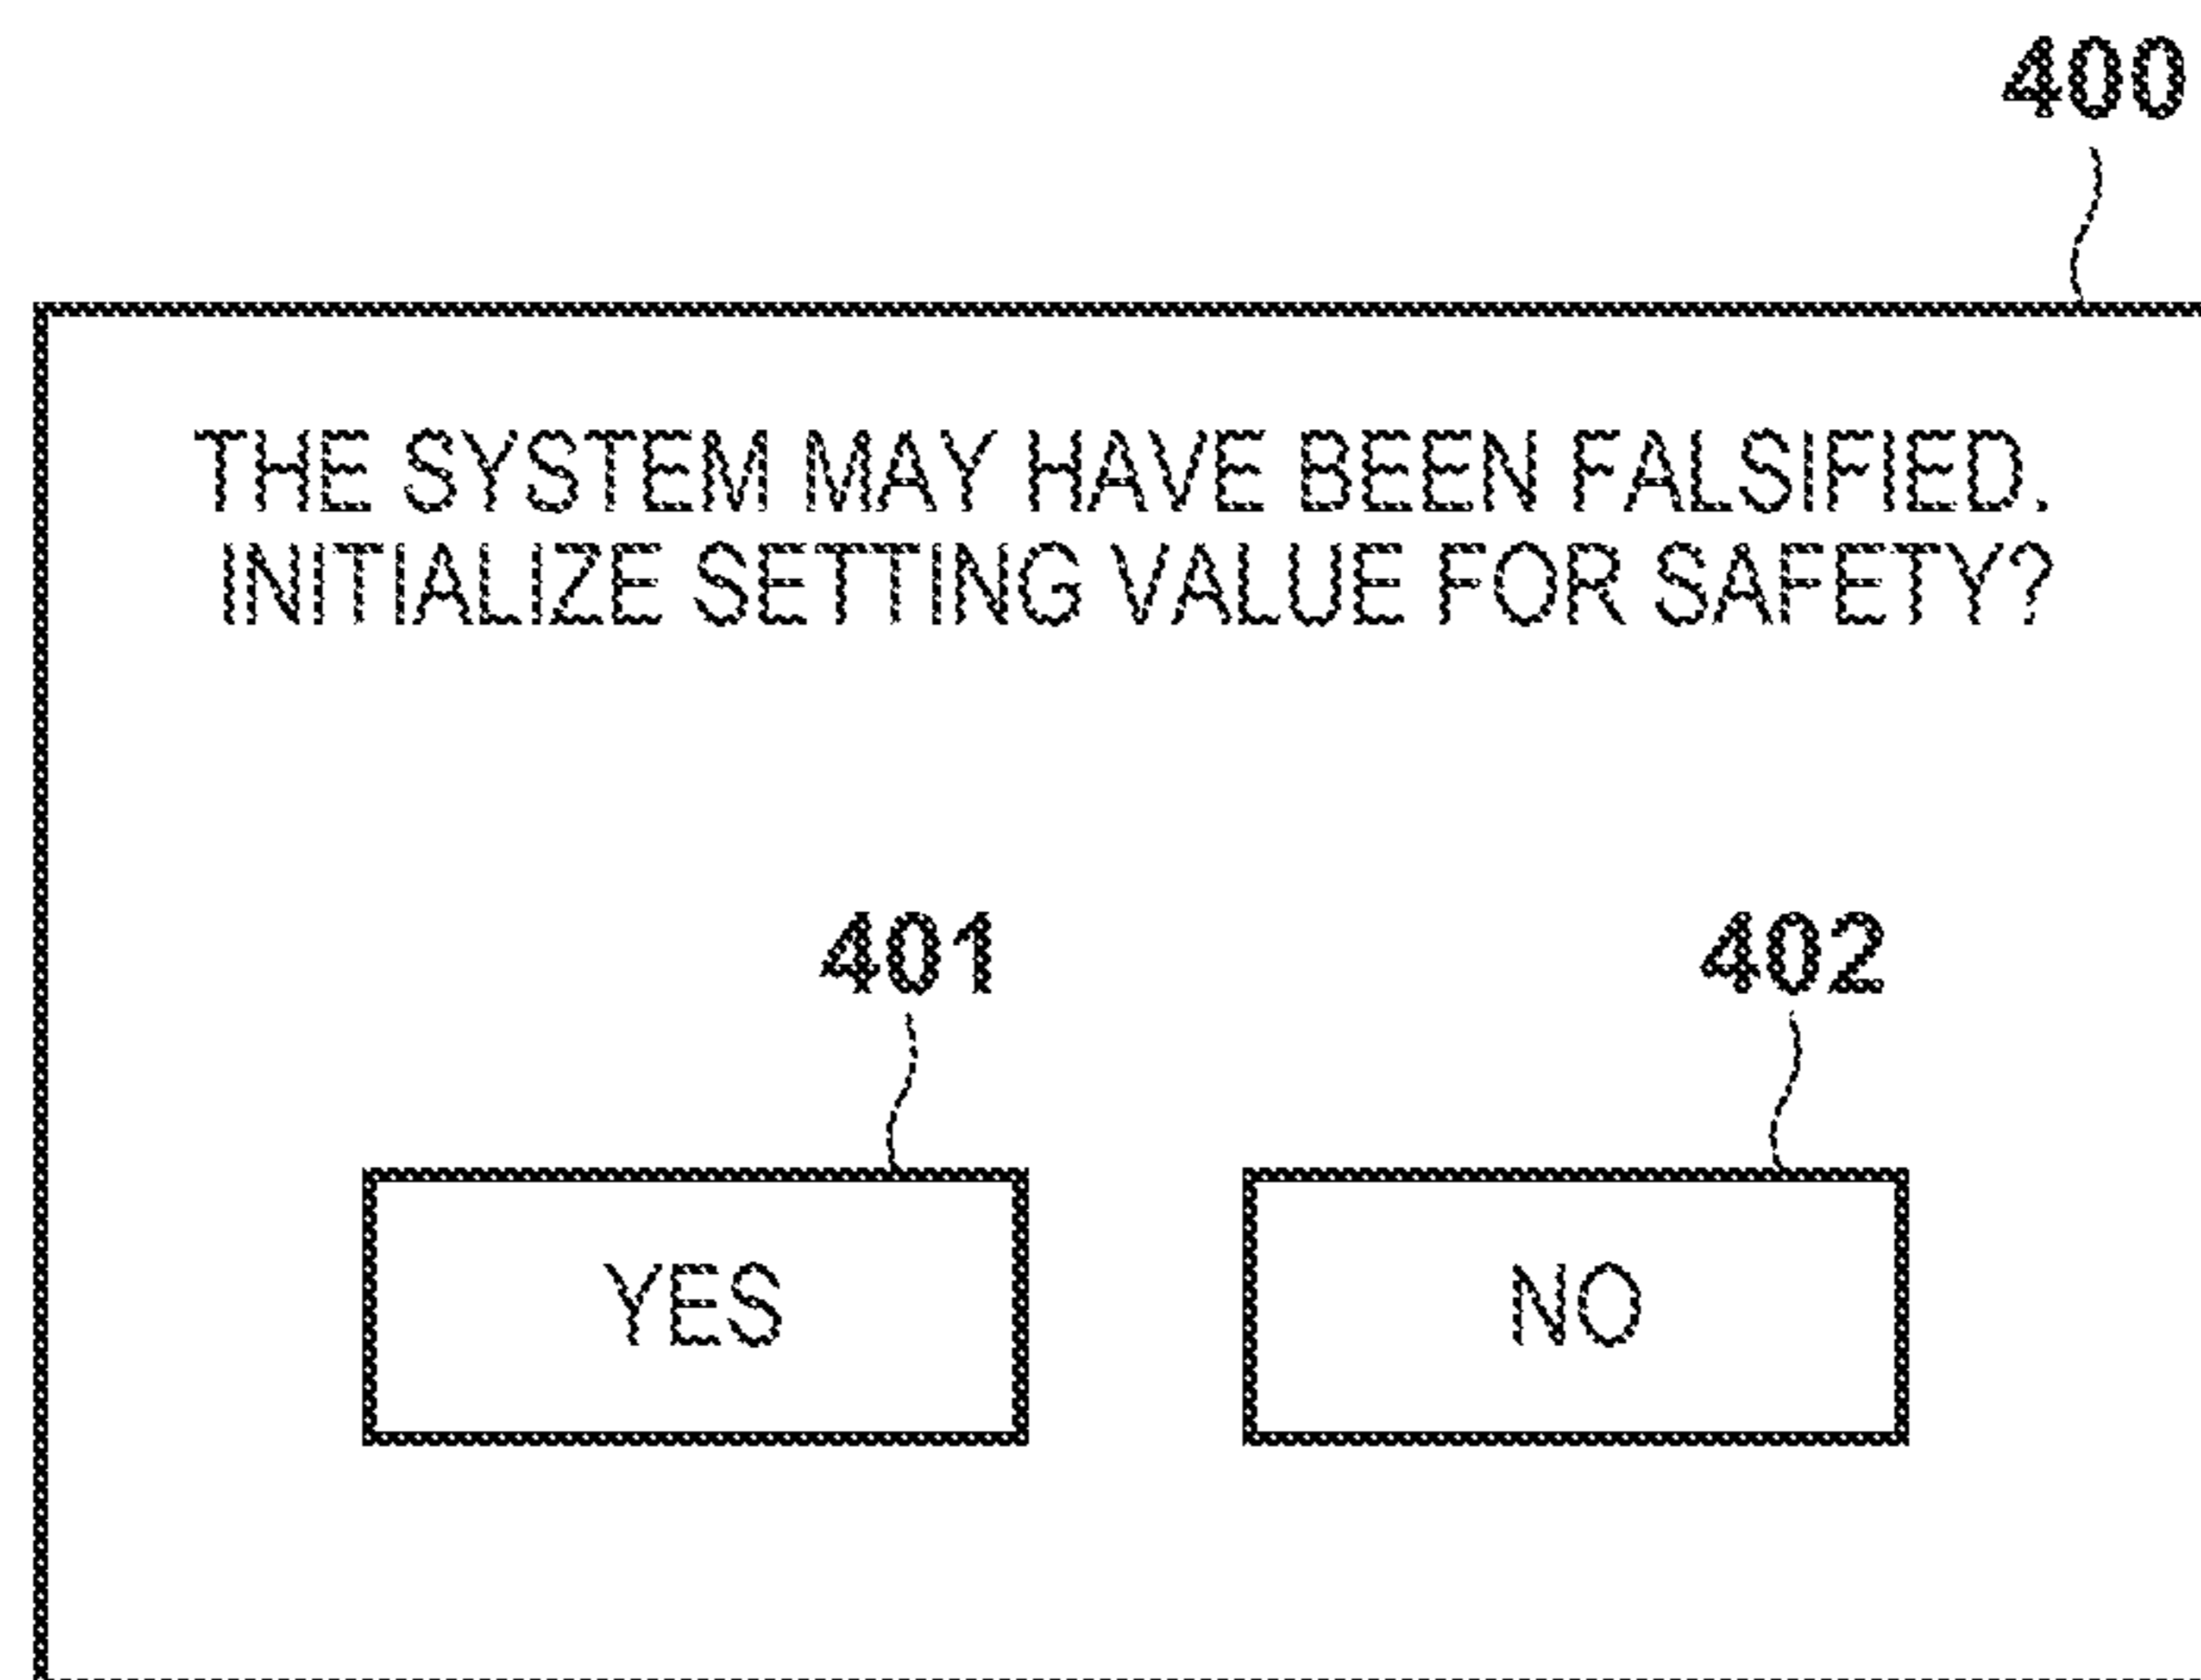 400
THE SYSTEM MAY HAVE BEEN FALSIFIED.
INITIALIZE SETTING VALUE FOR SAFETY?
401 402
YES NO